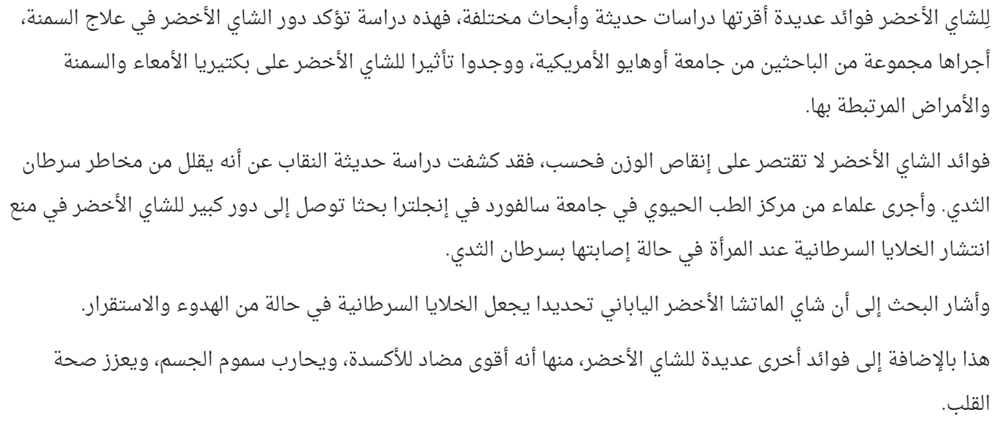 لِلشاي الأخضر فوائد عديدة أقرتها دراسات حديثة وأبحاث مختلفة، فهذه دراسة تؤكد دور الشاي الأخضر في علاج السمنة،
أجراها مجموعة من الباحثين من جامعة أوهايو الأمريكية، ووجدوا تأثيرا للشاي الأخضر على بكتيريا الأمعاء والسمنة
والأمراض المرتبطة بها.
فوائد الشاي الأخضر لا تقتصر على إنقاص الوزن فحسب، فقد كشفت دراسة حديثة النقاب عن أنه يقلل من مخاطر سرطان
الثدي. وأجرى علماء من مركز الطب الحيوي في جامعة سالفورد في إنجلترا بحثا توصل إلى دور كبير للشاي الأخضر في منع
انتشار الخلايا السرطانية عند المرأة في حالة إصابتها بسرطان الثدي.
وأشار البحث إلى أن شاي الماتشا الأخضر الياباني تحديدا يجعل الخلايا السرطانية في حالة من الهدوء والاستقرار.
هذا بالإضافة إلى فوائد أخرى عديدة للشاي الأخضر، منها أنه أقوى مضاد للأكسدة، ويحارب سموم الجسم، ويعزز صحة
القلب.